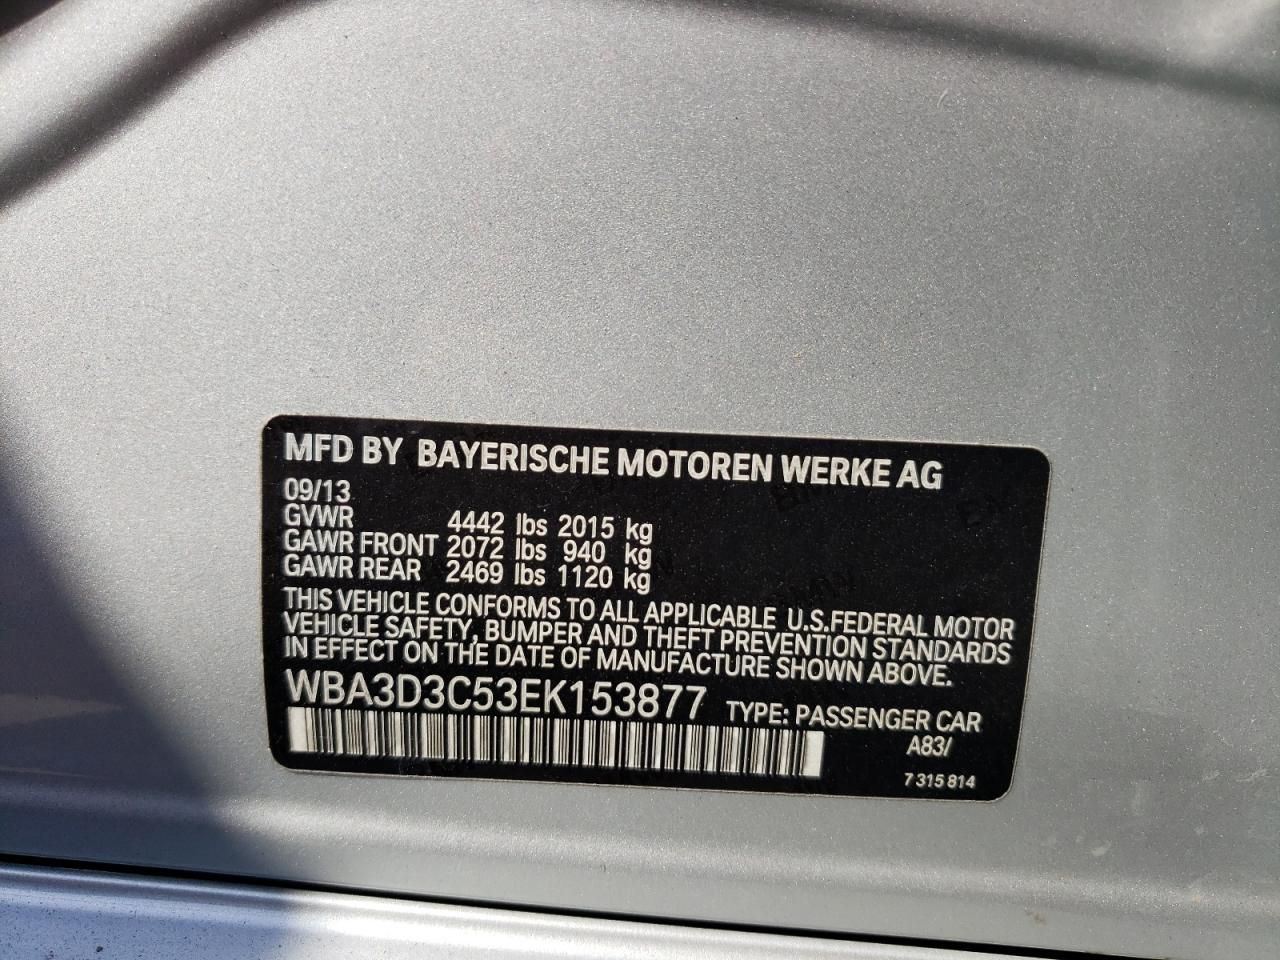 MFD BY BAYERISCHE MOTOREN WERKE AG
09/13
GVWR 4442 lbs 2015 kg
GAWR FRONT 2072 lbs 940 kg
GAWR REAR 2469 lbs 1120 kg
THIS VEHICLE CONFORMS TO ALL APPLICABLE U.S.FEDERAL MOTOR
VEHICLE SAFETY, BUMPER AND THEFT PREVENTION STANDARDS
IN EFFECT ON THE DATE OF MANUFACTURE SHOWN ABOVE.
WBA3D3C53EK153877 TYPE: PASSENGER CAR
A83/
7 315 814